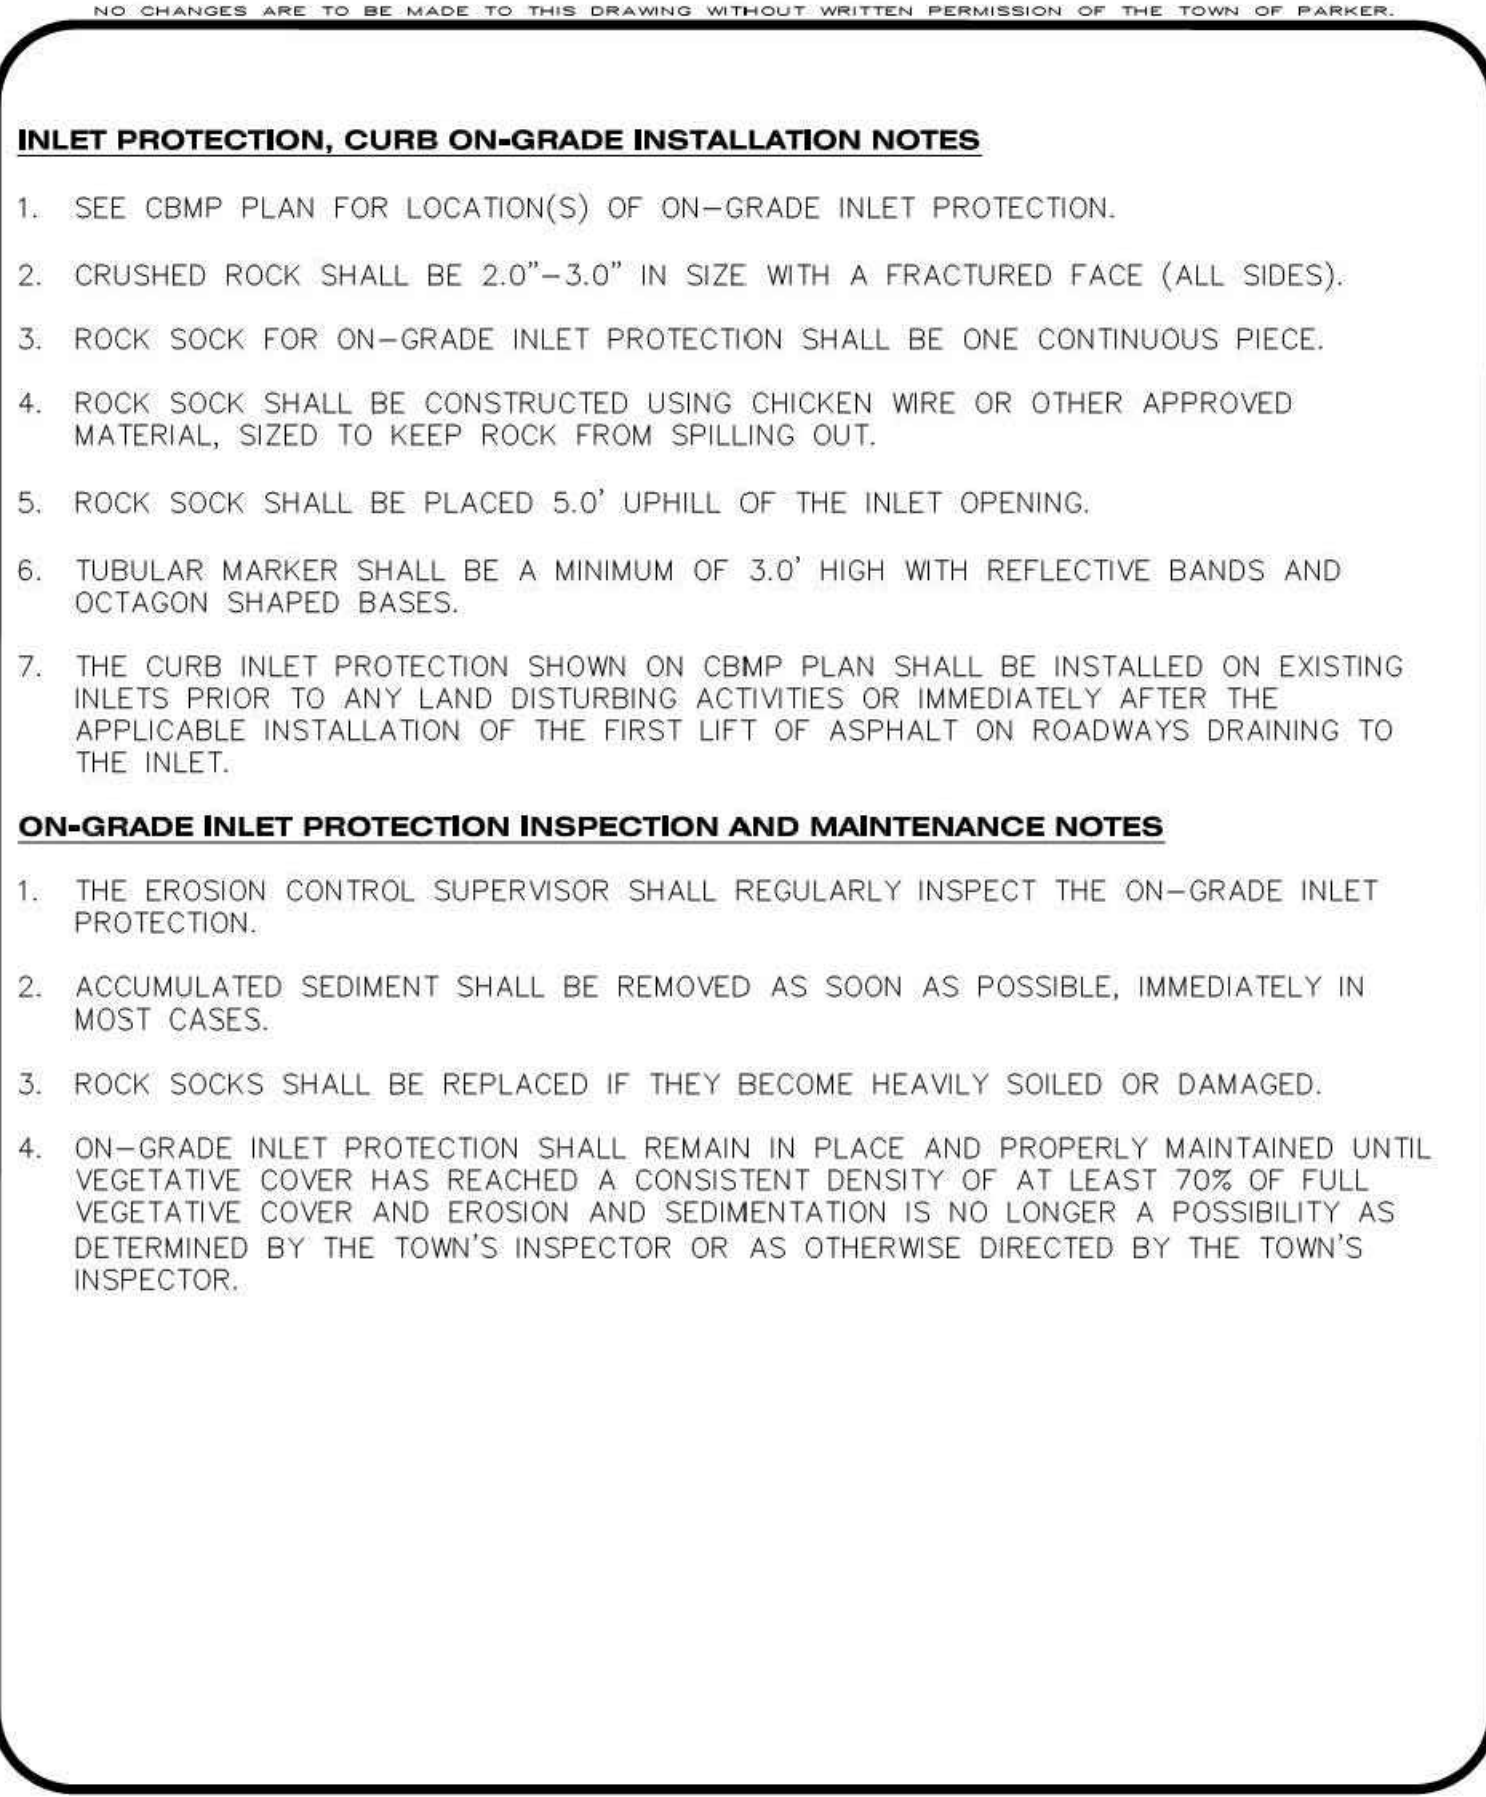 NO CHANGES ARE TO BE MADE TO THIS DRAWING WITHOUT WRITTEN PERMISSION OF THE TOWN OF PARKER.
INLET PROTECTION, CURB ON-GRADE INSTALLATION NOTES
1. SEE CBMP PLAN FOR LOCATION(S) OF ON-GRADE INLET PROTECTION.
2. CRUSHED ROCK SHALL BE 2.0"-3.0" IN SIZE WITH A FRACTURED FACE (ALL SIDES).
3. ROCK SOCK FOR ON-GRADE INLET PROTECTION SHALL BE ONE CONTINUOUS PIECE.
4. ROCK SOCK SHALL BE CONSTRUCTED USING CHICKEN WIRE OR OTHER APPROVED
MATERIAL, SIZED TO KEEP ROCK FROM SPILLING OUT.
5. ROCK SOCK SHALL BE PLACED 5.0' UPHILL OF THE INLET OPENING.
6. TUBULAR MARKER SHALL BE A MINIMUM OF 3.0' HIGH WITH REFLECTIVE BANDS AND
OCTAGON SHAPED BASES.
7. THE CURB INLET PROTECTION SHOWN ON CBMP PLAN SHALL BE INSTALLED ON EXISTING
INLETS PRIOR TO ANY LAND DISTURBING ACTIVITIES OR IMMEDIATELY AFTER THE
APPLICABLE INSTALLATION OF THE FIRST LIFT OF ASPHALT ON ROADWAYS DRAINING TO
THE INLET.
ON-GRADE INLET PROTECTION INSPECTION AND MAINTENANCE NOTES
1. THE EROSION CONTROL SUPERVISOR SHALL REGULARLY INSPECT THE ON-GRADE INLET
PROTECTION.
2. ACCUMULATED SEDIMENT SHALL BE REMOVED AS SOON AS POSSIBLE, IMMEDIATELY IN
MOST CASES.
3. ROCK SOCKS SHALL BE REPLACED IF THEY BECOME HEAVILY SOILED OR DAMAGED.
4. ON-GRADE INLET PROTECTION SHALL REMAIN IN PLACE AND PROPERLY MAINTAINED UNTIL
VEGETATIVE COVER HAS REACHED A CONSISTENT DENSITY OF AT LEAST 70% OF FULL
VEGETATIVE COVER AND EROSION AND SEDIMENTATION IS NO LONGER A POSSIBILITY AS
DETERMINED BY THE TOWN'S INSPECTOR OR AS OTHERWISE DIRECTED BY THE TOWN'S
INSPECTOR.